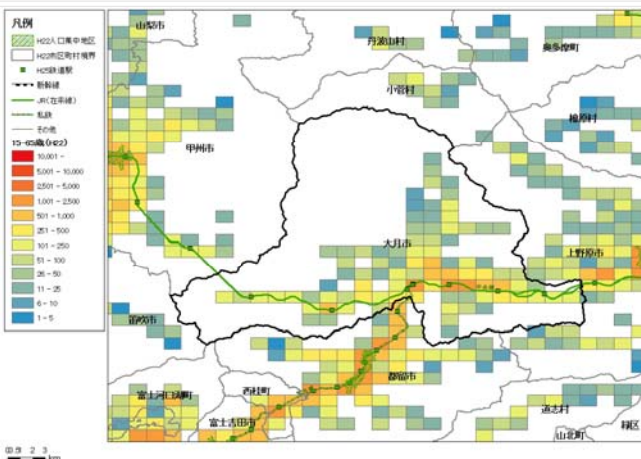 凡例
H22人口集中地区
H22市区町村境界
H25鉄道駅
新幹線
JR(在来線)
私鉄
その他
15-65歳(H22)
10,001 -
5,001 - 10,000
2,501 - 5,000
1,001 - 2,500
501 - 1,000
251 - 500
101 - 250
51 - 100
26 - 50
11 - 25
6 - 10
1 - 5
山梨市
丹波山村
奥多摩町
小菅村
檜原村
甲州市
大月市
上野原市
笛吹市
都留市
西桂町
富士河口湖町
富士吉田市
道志村
山北町
緑区
2 3
km